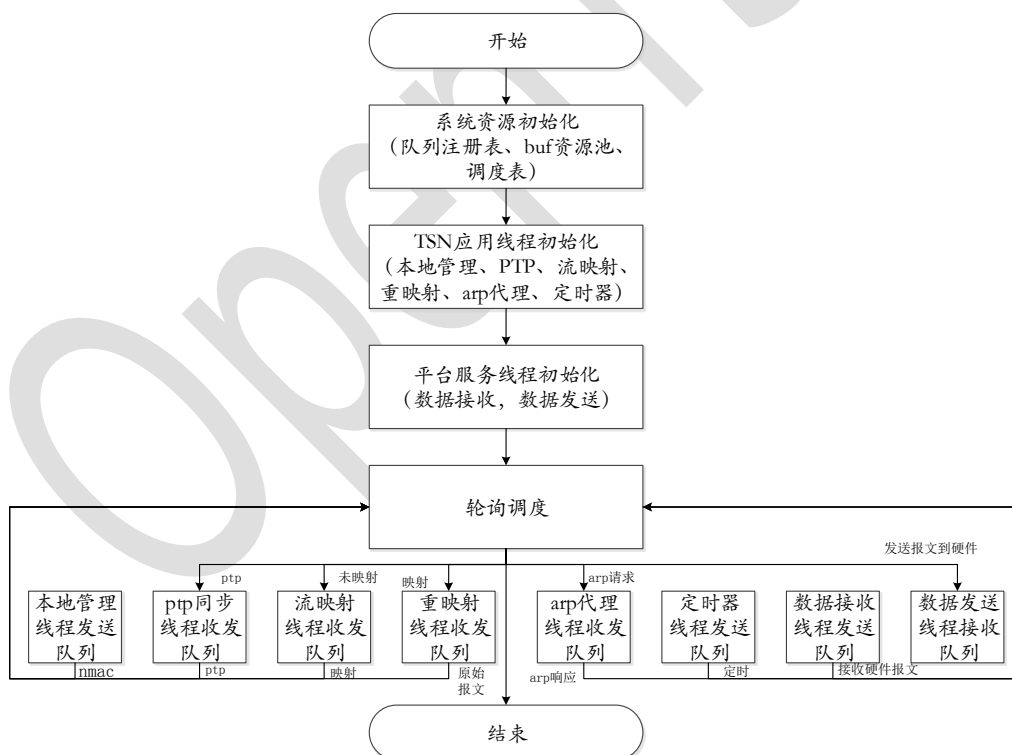 开始
系统资源初始化
（队列注册表、buf资源池、
调度表）
TSN应用线程初始化
（本地管理、PTP、流映射、
重映射、arp代理、定时器）
平台服务线程初始化
（数据接收，数据发送）
轮询调度
发送报文到硬件
ptp
未映射
映射
arp请求
本地管理
线程发送
队列
ptp同步
线程收发
队列
流映射
线程收发
队列
重映射
线程收发
队列
arp代理
线程收发
队列
定时器
线程发送
队列
数据接收
线程发送
队列
数据发送
线程接收
队列
nmac
ptp
映射
原始
报文
arp响应
定时
接收硬件报文
结束